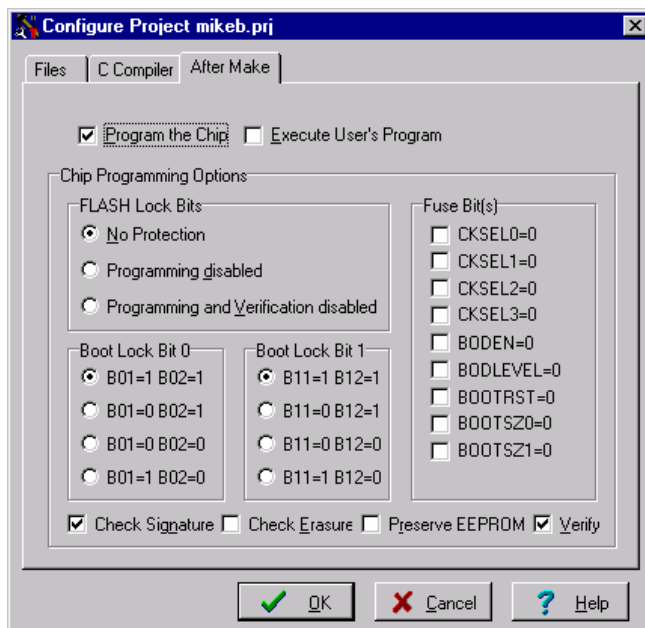 Configure Project mikeb.prj
Files
C Compiler
After Make
Program the Chip
Execute User's Program
Chip Programming Options
FLASH Lock Bits
No Protection
Programming disabled
Programming and Verification disabled
Fuse Bit(s)
CKSEL0=0
CKSEL1=0
CKSEL2=0
CKSEL3=0
BODEN=0
BODLEVEL=0
BOOTRST=0
BOOTSZ0=0
BOOTSZ1=0
Boot Lock Bit 0
B01=1 B02=1
B01=0 B02=1
B01=0 B02=0
B01=1 B02=0
Boot Lock Bit 1
B11=1 B12=1
B11=0 B12=1
B11=0 B12=0
B11=1 B12=0
Check Signature
Check Erasure
Preserve EEPROM
Verify
OK
Cancel
? Help